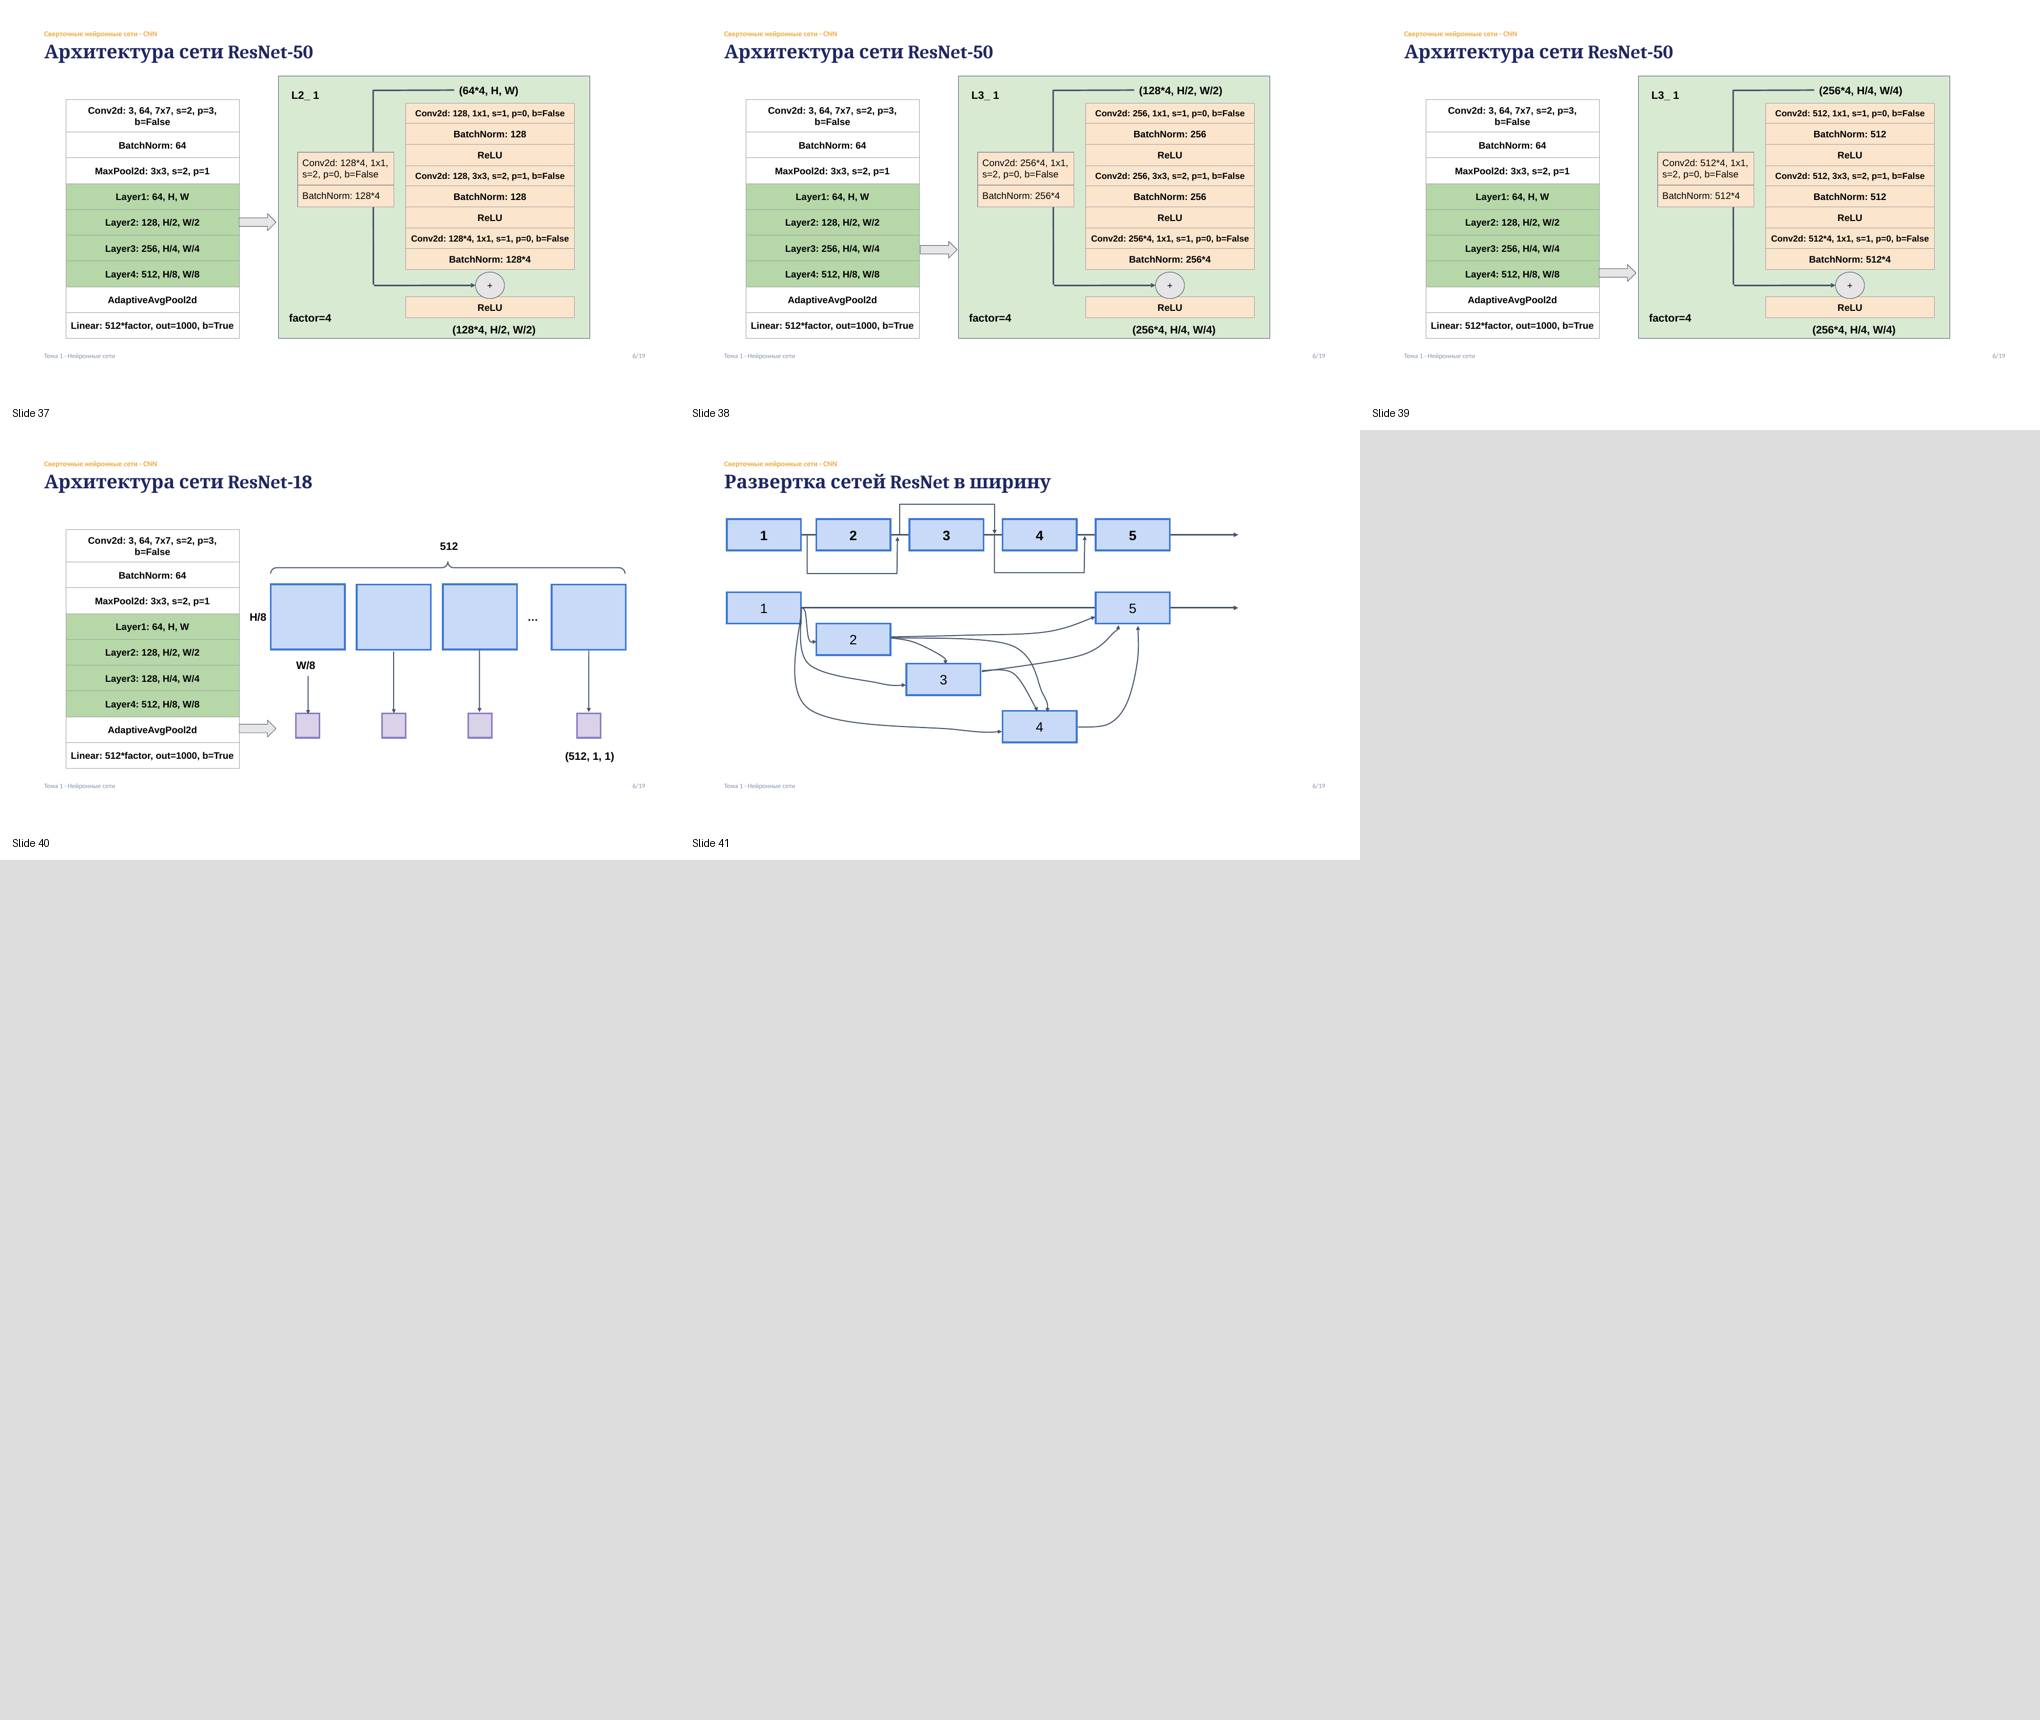 Сверточные нейронные сети - CNN
Архитектура сети ResNet-50
Conv2d: 3, 64, 7x7, s=2, p=3,
b=False
BatchNorm: 64
MaxPool2d: 3x3, s=2, p=1
Layer1: 64, H, W
Layer2: 128, H/2, W/2
Layer3: 256, H/4, W/4
Layer4: 512, H/8, W/8
AdaptiveAvgPool2d
Linear: 512*factor, out=1000, b=True
L2_ 1
(64*4, H, W)
Conv2d: 128, 1x1, s=1, p=0, b=False
BatchNorm: 128
ReLU
Conv2d: 128, 3x3, s=2, p=1, b=False
BatchNorm: 128
ReLU
Conv2d: 128*4, 1x1, s=1, p=0, b=False
BatchNorm: 128*4
Conv2d: 128*4, 1x1,
s=2, p=0, b=False
BatchNorm: 128*4
+
ReLU
factor=4
(128*4, H/2, W/2)
Тема 1 - Нейронные сети
6/19
Slide 37
Сверточные нейронные сети - CNN
Архитектура сети ResNet-50
Conv2d: 3, 64, 7x7, s=2, p=3,
b=False
BatchNorm: 64
MaxPool2d: 3x3, s=2, p=1
Layer1: 64, H, W
Layer2: 128, H/2, W/2
Layer3: 256, H/4, W/4
Layer4: 512, H/8, W/8
AdaptiveAvgPool2d
Linear: 512*factor, out=1000, b=True
L3_ 1
(128*4, H/2, W/2)
Conv2d: 256, 1x1, s=1, p=0, b=False
BatchNorm: 256
ReLU
Conv2d: 256, 3x3, s=2, p=1, b=False
BatchNorm: 256
ReLU
Conv2d: 256*4, 1x1, s=1, p=0, b=False
BatchNorm: 256*4
Conv2d: 256*4, 1x1,
s=2, p=0, b=False
BatchNorm: 256*4
+
ReLU
factor=4
(256*4, H/4, W/4)
Тема 1 - Нейронные сети
6/19
Slide 38
Сверточные нейронные сети - CNN
Архитектура сети ResNet-50
Conv2d: 3, 64, 7x7, s=2, p=3,
b=False
BatchNorm: 64
MaxPool2d: 3x3, s=2, p=1
Layer1: 64, H, W
Layer2: 128, H/2, W/2
Layer3: 256, H/4, W/4
Layer4: 512, H/8, W/8
AdaptiveAvgPool2d
Linear: 512*factor, out=1000, b=True
L3_ 1
(256*4, H/4, W/4)
Conv2d: 512, 1x1, s=1, p=0, b=False
BatchNorm: 512
ReLU
Conv2d: 512, 3x3, s=2, p=1, b=False
BatchNorm: 512
ReLU
Conv2d: 512*4, 1x1, s=1, p=0, b=False
BatchNorm: 512*4
Conv2d: 512*4, 1x1,
s=2, p=0, b=False
BatchNorm: 512*4
+
ReLU
factor=4
(256*4, H/4, W/4)
Тема 1 - Нейронные сети
6/19
Slide 39
Сверточные нейронные сети - CNN
Архитектура сети ResNet-18
Conv2d: 3, 64, 7x7, s=2, p=3,
b=False
BatchNorm: 64
MaxPool2d: 3x3, s=2, p=1
Layer1: 64, H, W
Layer2: 128, H/2, W/2
Layer3: 128, H/4, W/4
Layer4: 512, H/8, W/8
AdaptiveAvgPool2d
Linear: 512*factor, out=1000, b=True
512
H/8
...
W/8
(512, 1, 1)
Тема 1 - Нейронные сети
6/19
Slide 40
Сверточные нейронные сети - CNN
Развертка сетей ResNet в ширину
1 2 3 4 5
1
5
2
3
4
Тема 1 - Нейронные сети
6/19
Slide 41